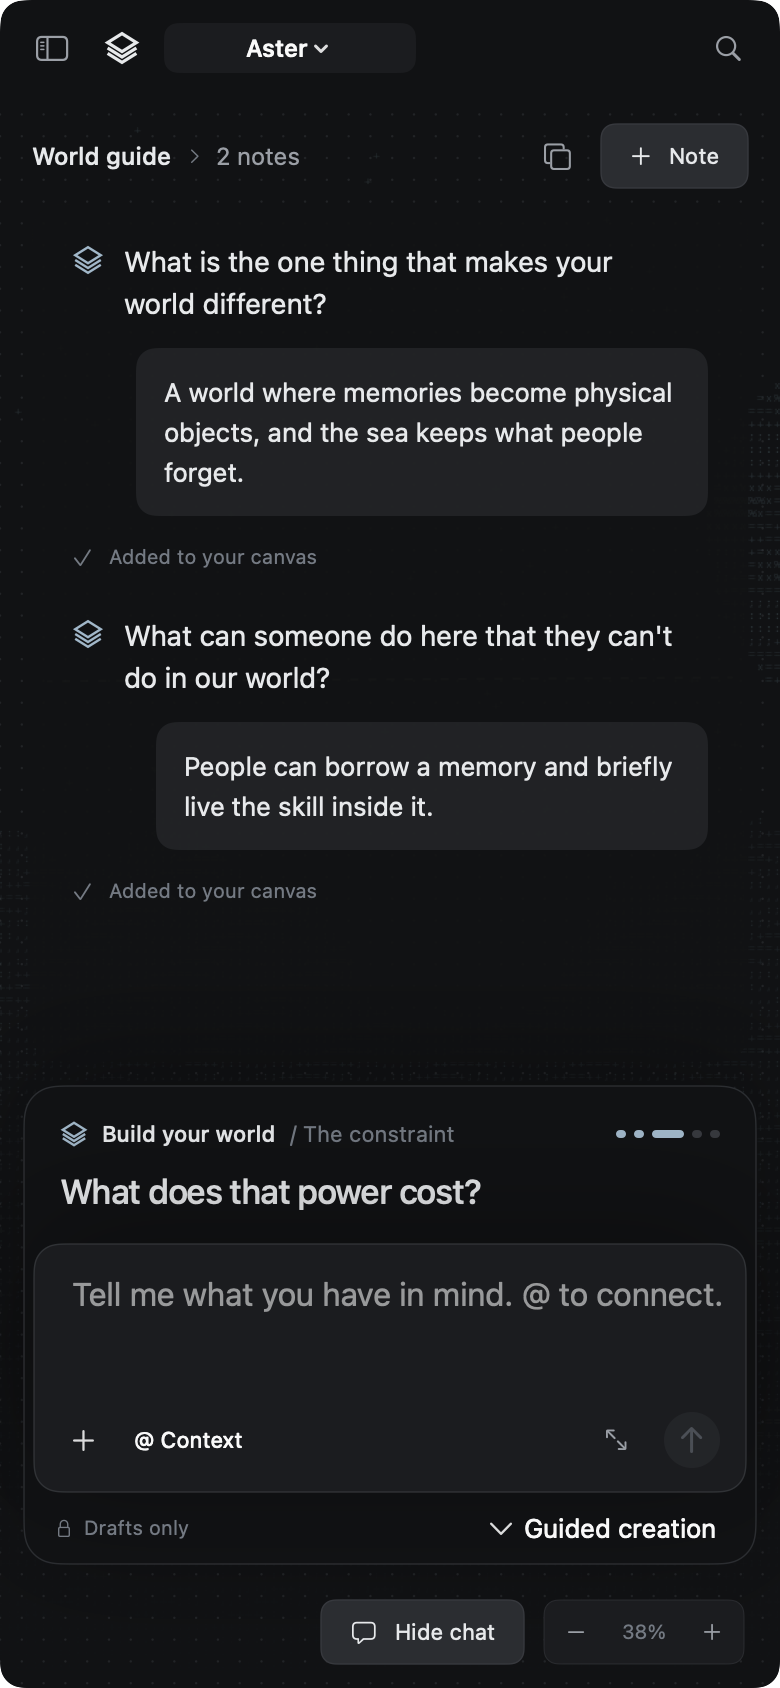 Aster
World guide > 2 notes
+ Note
What is the one thing that makes your
world different?
A world where memories become physical
objects, and the sea keeps what people
forget.
Added to your canvas
What can someone do here that they can't
do in our world?
People can borrow a memory and briefly
live the skill inside it.
Added to your canvas
Build your world / The constraint
What does that power cost?
Tell me what you have in mind. @ to connect.
+ @ Context
Drafts only
Guided creation
Hide chat
− 38% +